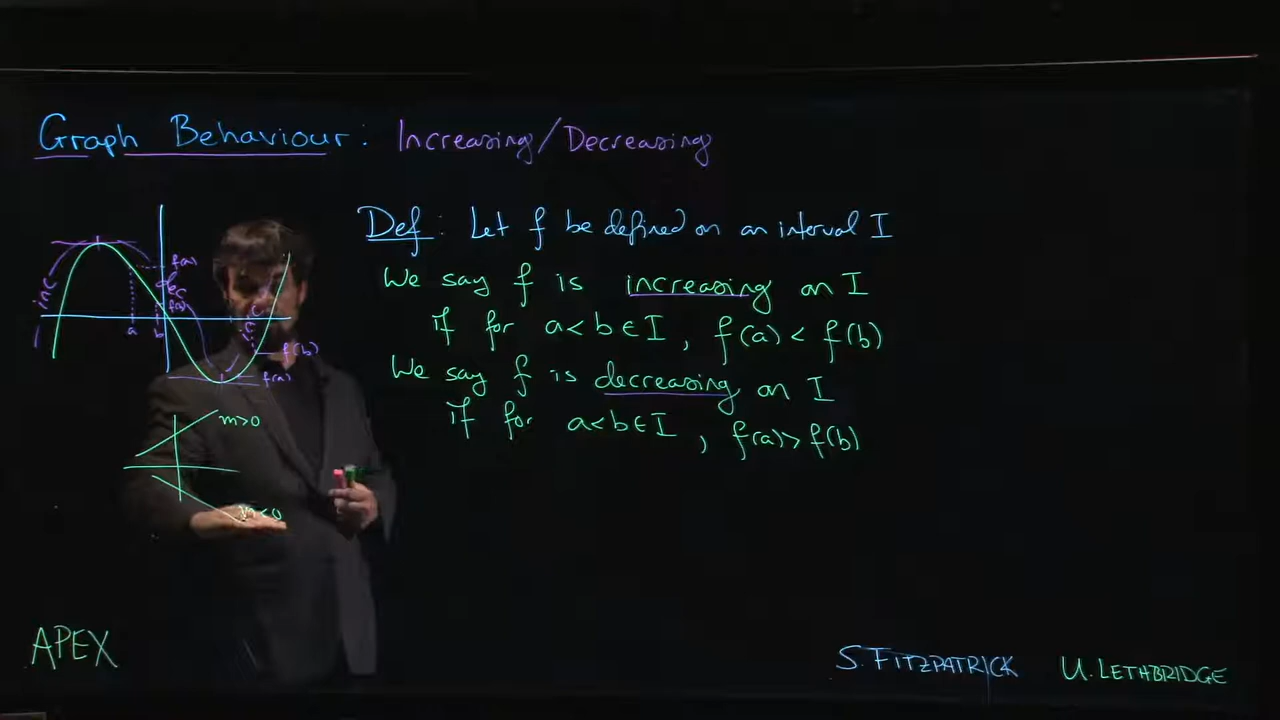 Graph Behaviour: Increasing/Decreasing
Def: Let f be defined on an interval I
We say f is increasing on I
if for a<b∈I, f(a)<f(b)
We say f is decreasing on I
if for a<b∈I, f(a)>f(b)
inc
dec
f(a)
f(a)
a
b
f(b)
f(a)
m>0
m<0
APEX
S. FITZPATRICK U. LETHBRIDGE